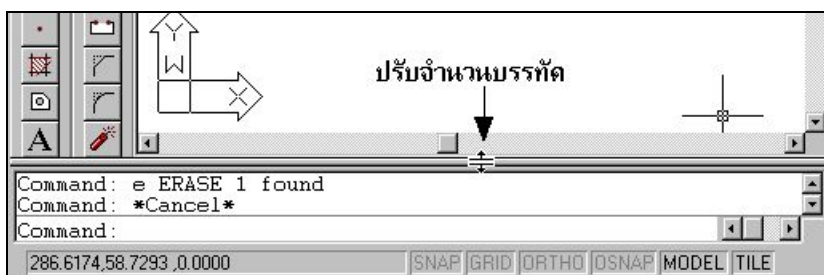 Y
W
X
A
ปรับจำนวนบรรทัด
Command: e ERASE 1 found
Command: *Cancel*
Command:
286.6174,58.7293 ,0.0000 SNAP GRID ORTHO OSNAP MODEL TILE